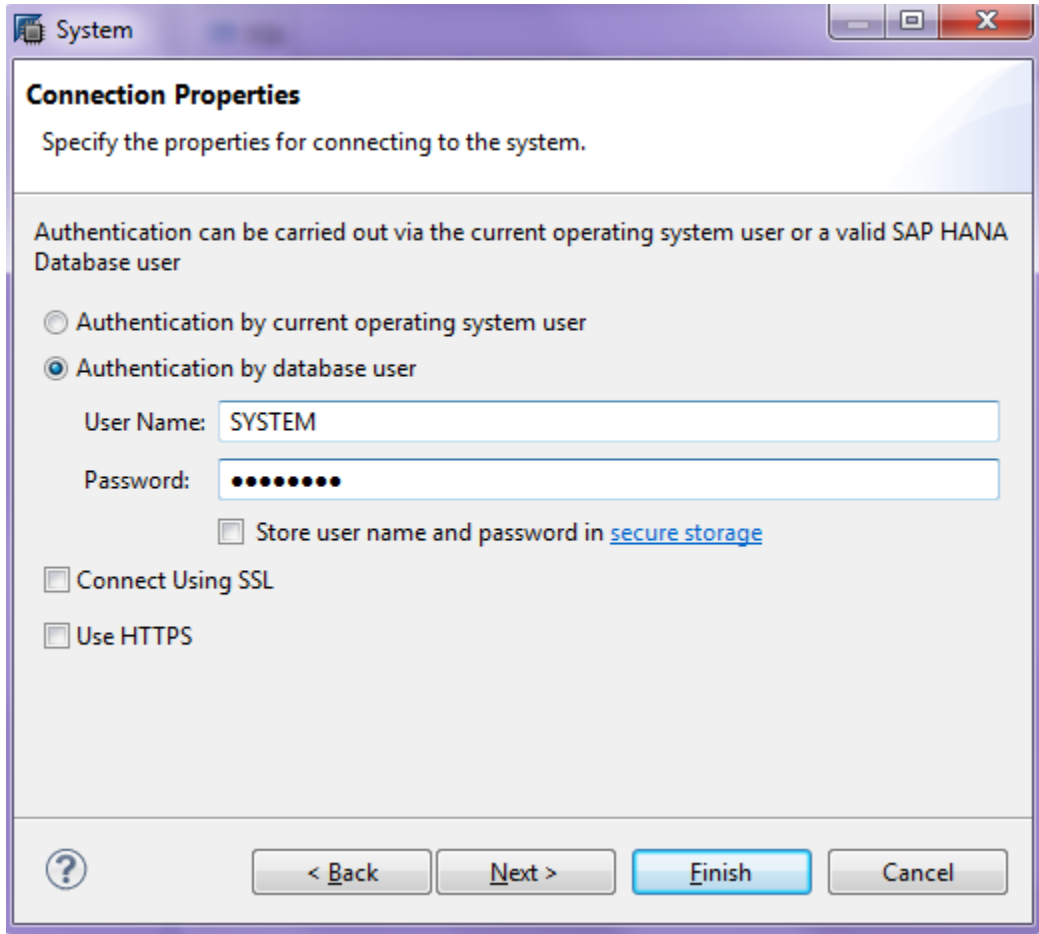 System
Connection Properties
Specify the properties for connecting to the system.
Authentication can be carried out via the current operating system user or a valid SAP HANA
Database user
Authentication by current operating system user
Authentication by database user
User Name: SYSTEM
Password: ●●●●●●●●
Store user name and password in secure storage
Connect Using SSL
Use HTTPS
? < Back Next > Finish Cancel